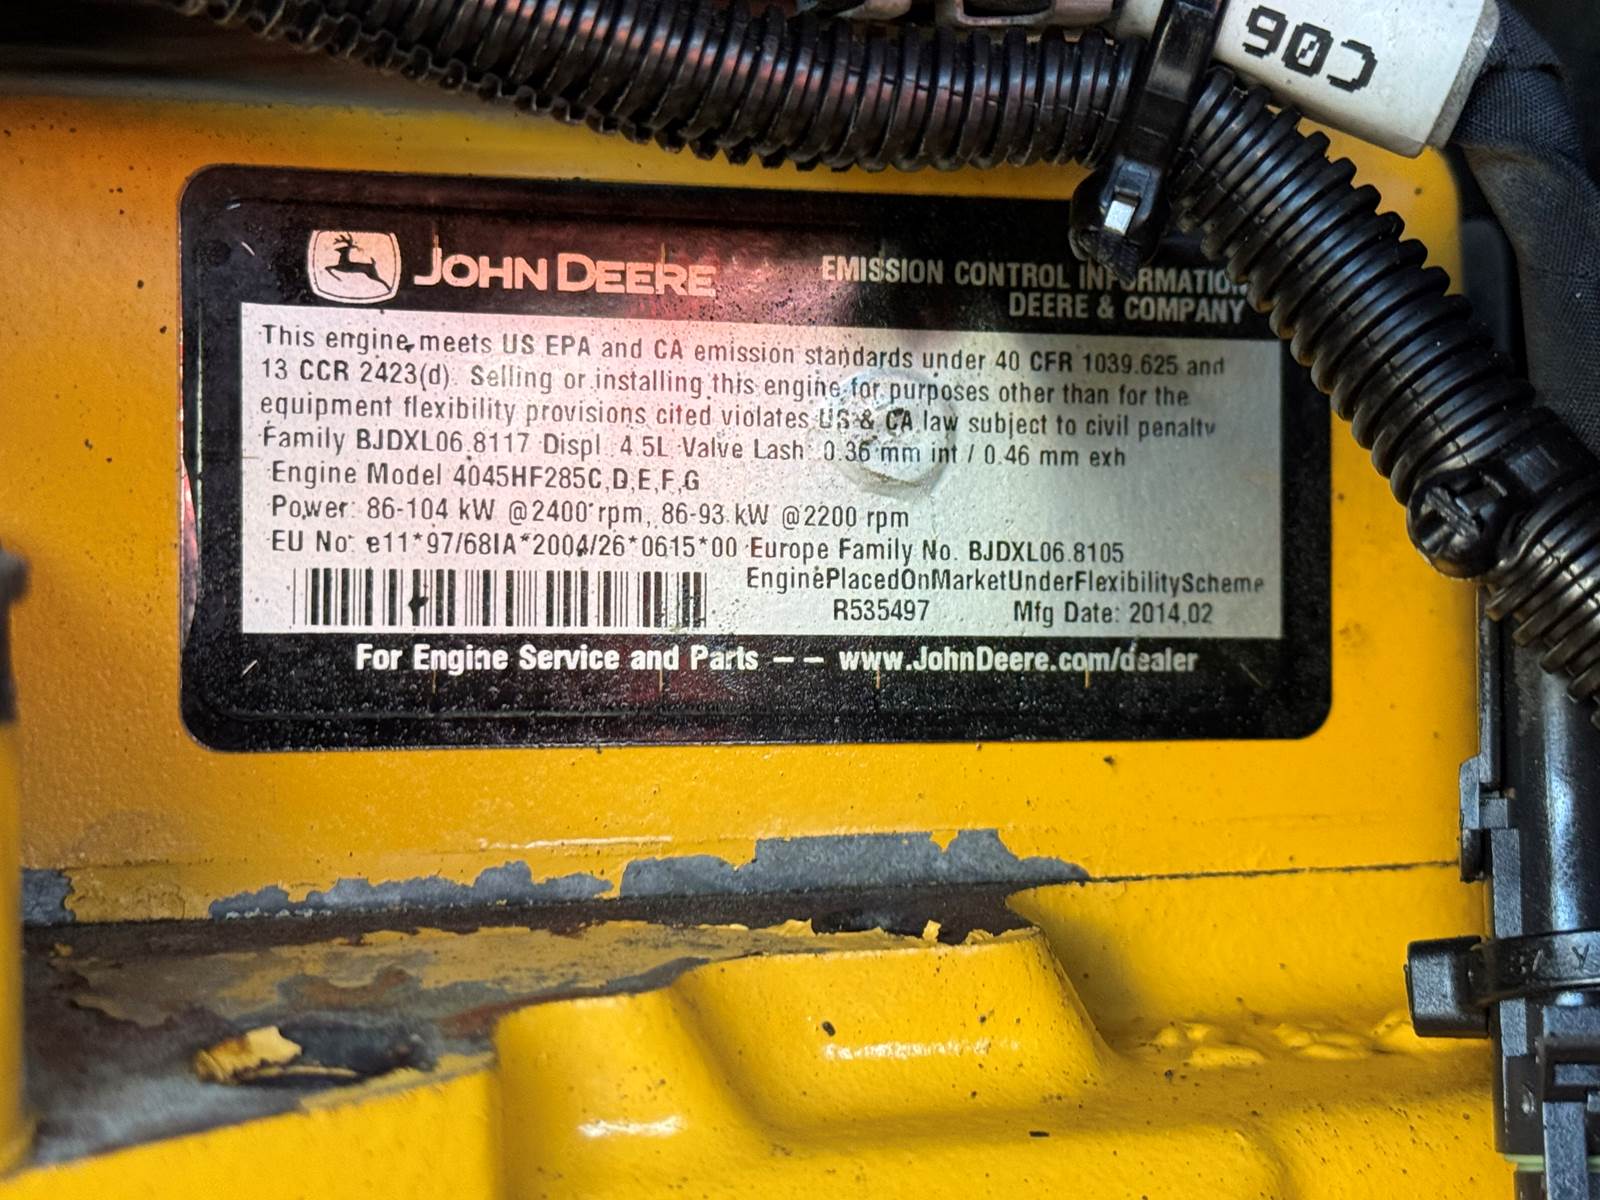 C06
JOHN DEERE
EMISSION CONTROL INFORMATION
DEERE & COMPANY
This engine meets US EPA and CA emission standards under 40 CFR 1039.625 and
13 CCR 2423(d). Selling or installing this engine for purposes other than for the
equipment flexibility provisions cited violates US & CA law subject to civil penalty
Family BJDXL06.8117 Displ 4.5L Valve Lash: 0.36 mm int / 0.46 mm exh
Engine Model 4045HF285C,D,E,F,G
Power: 86-104 kW @2400 rpm, 86-93 kW @2200 rpm
EU No: e11*97/68IA*2004/26*0615*00 Europe Family No. BJDXL06.8105
EnginePlacedOnMarketUnderFlexibilityScheme
R535497 Mfg Date: 2014.02
For Engine Service and Parts -- www.JohnDeere.com/dealer